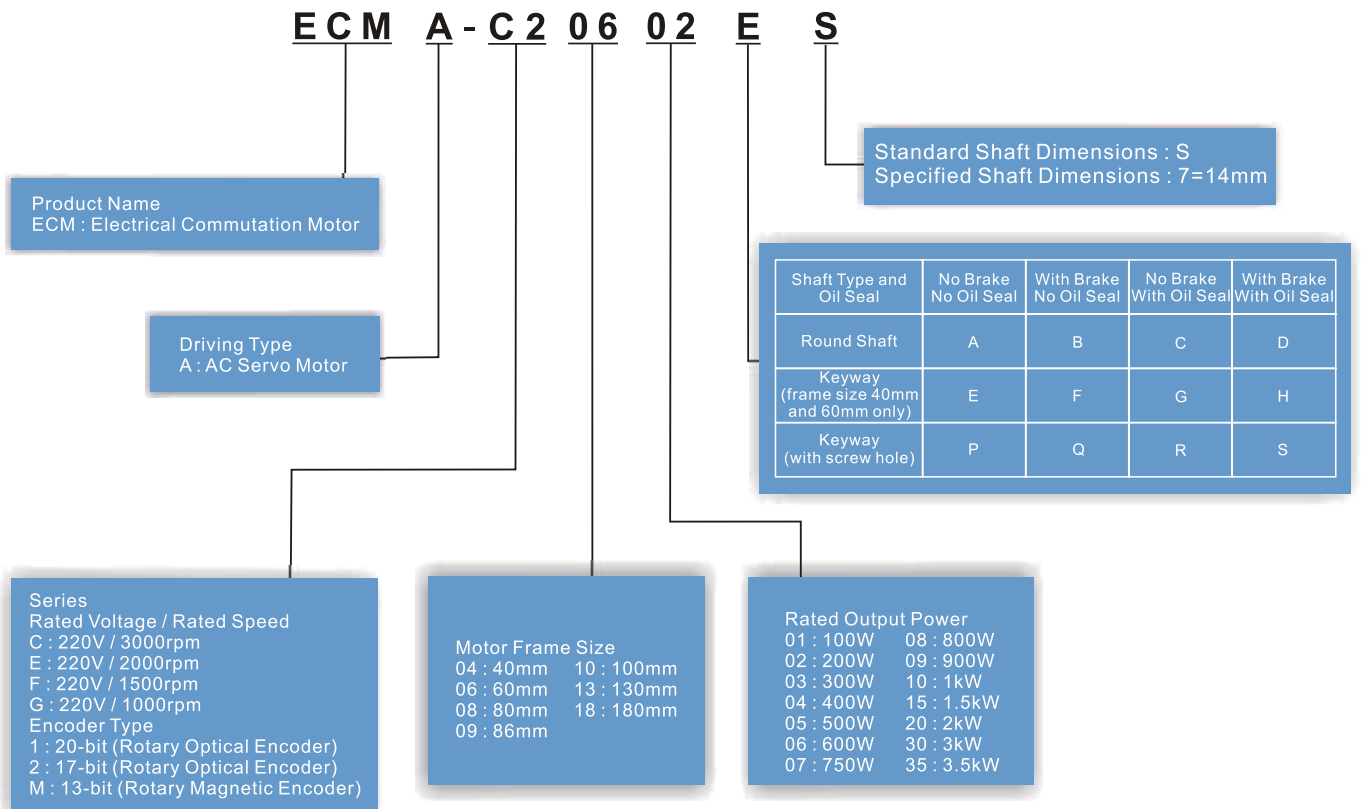 ECM A-C2 06 02 E S
Standard Shaft Dimensions : S
Specified Shaft Dimensions : 7=14mm
Product Name
ECM : Electrical Commutation Motor
Shaft Type and Oil Seal | No Brake No Oil Seal | With Brake No Oil Seal | No Brake With Oil Seal | With Brake With Oil Seal
Round Shaft A B C D
Keyway
(frame size 40mm
and 60mm only) E F G H
Keyway
(with screw hole) P Q R S
Driving Type
A : AC Servo Motor
Series
Rated Voltage / Rated Speed
C : 220V / 3000rpm
E : 220V / 2000rpm
F : 220V / 1500rpm
G : 220V / 1000rpm
Encoder Type
1 : 20-bit (Rotary Optical Encoder)
2 : 17-bit (Rotary Optical Encoder)
M : 13-bit (Rotary Magnetic Encoder)
Motor Frame Size
04 : 40mm 10 : 100mm
06 : 60mm 13 : 130mm
08 : 80mm 18 : 180mm
09 : 86mm
Rated Output Power
01 : 100W 08 : 800W
02 : 200W 09 : 900W
03 : 300W 10 : 1kW
04 : 400W 15 : 1.5kW
05 : 500W 20 : 2kW
06 : 600W 30 : 3kW
07 : 750W 35 : 3.5kW